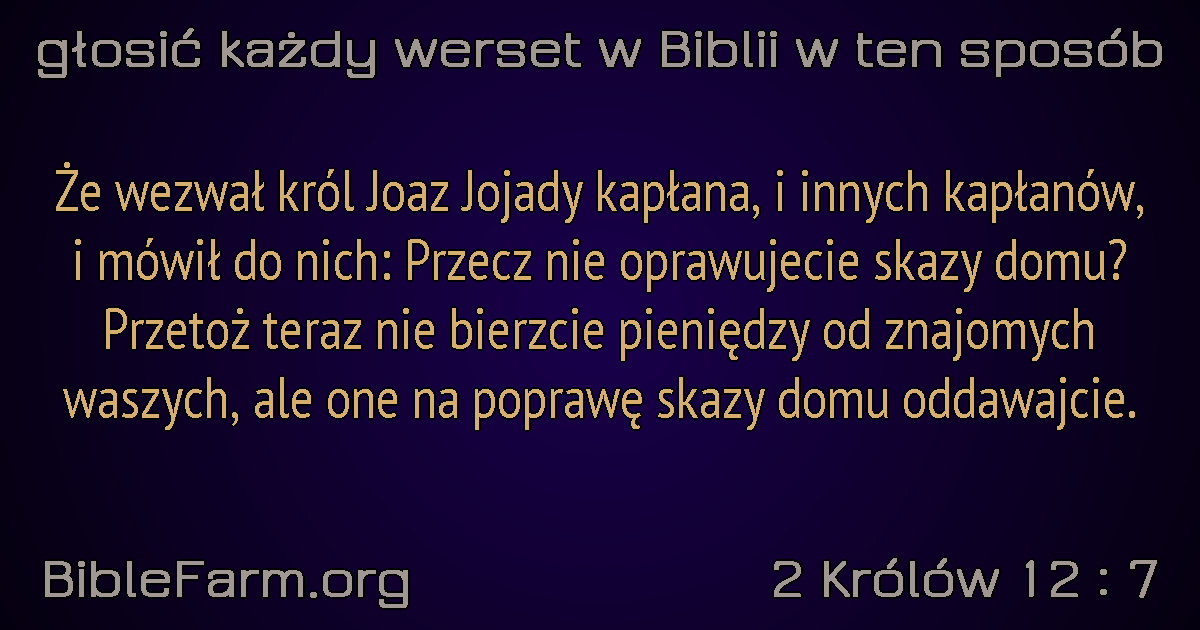 głosić każdy werset w Biblii w ten sposób
Że wezwał król Joaz Jojady kapłana, i innych kapłanów,
i mówił do nich: Przecz nie oprawujecie skazy domu?
Przetoż teraz nie bierzcie pieniędzy od znajomych
waszych, ale one na poprawę skazy domu oddawajcie.
BibleFarm.org
2 Królów 12 : 7